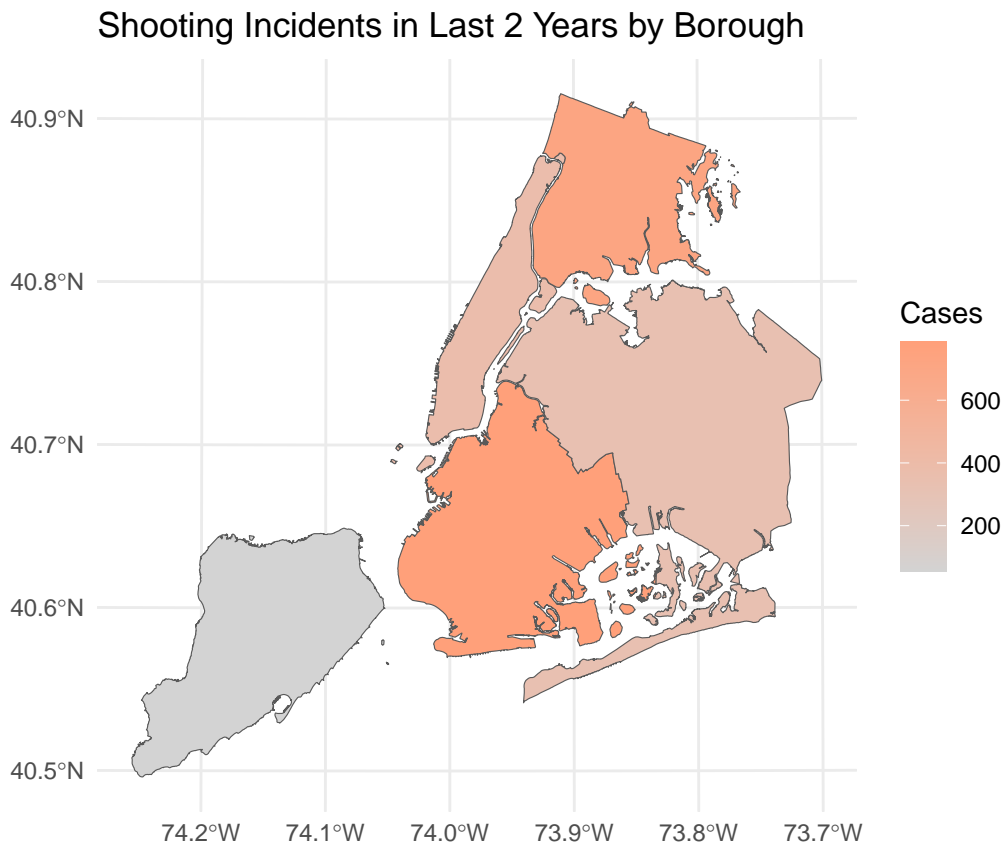 Shooting Incidents in Last 2 Years by Borough
40.9°N
40.8°N
40.7°N
40.6°N
40.5°N
74.2°W 74.1°W 74.0°W 73.9°W 73.8°W 73.7°W
Cases
600
400
200